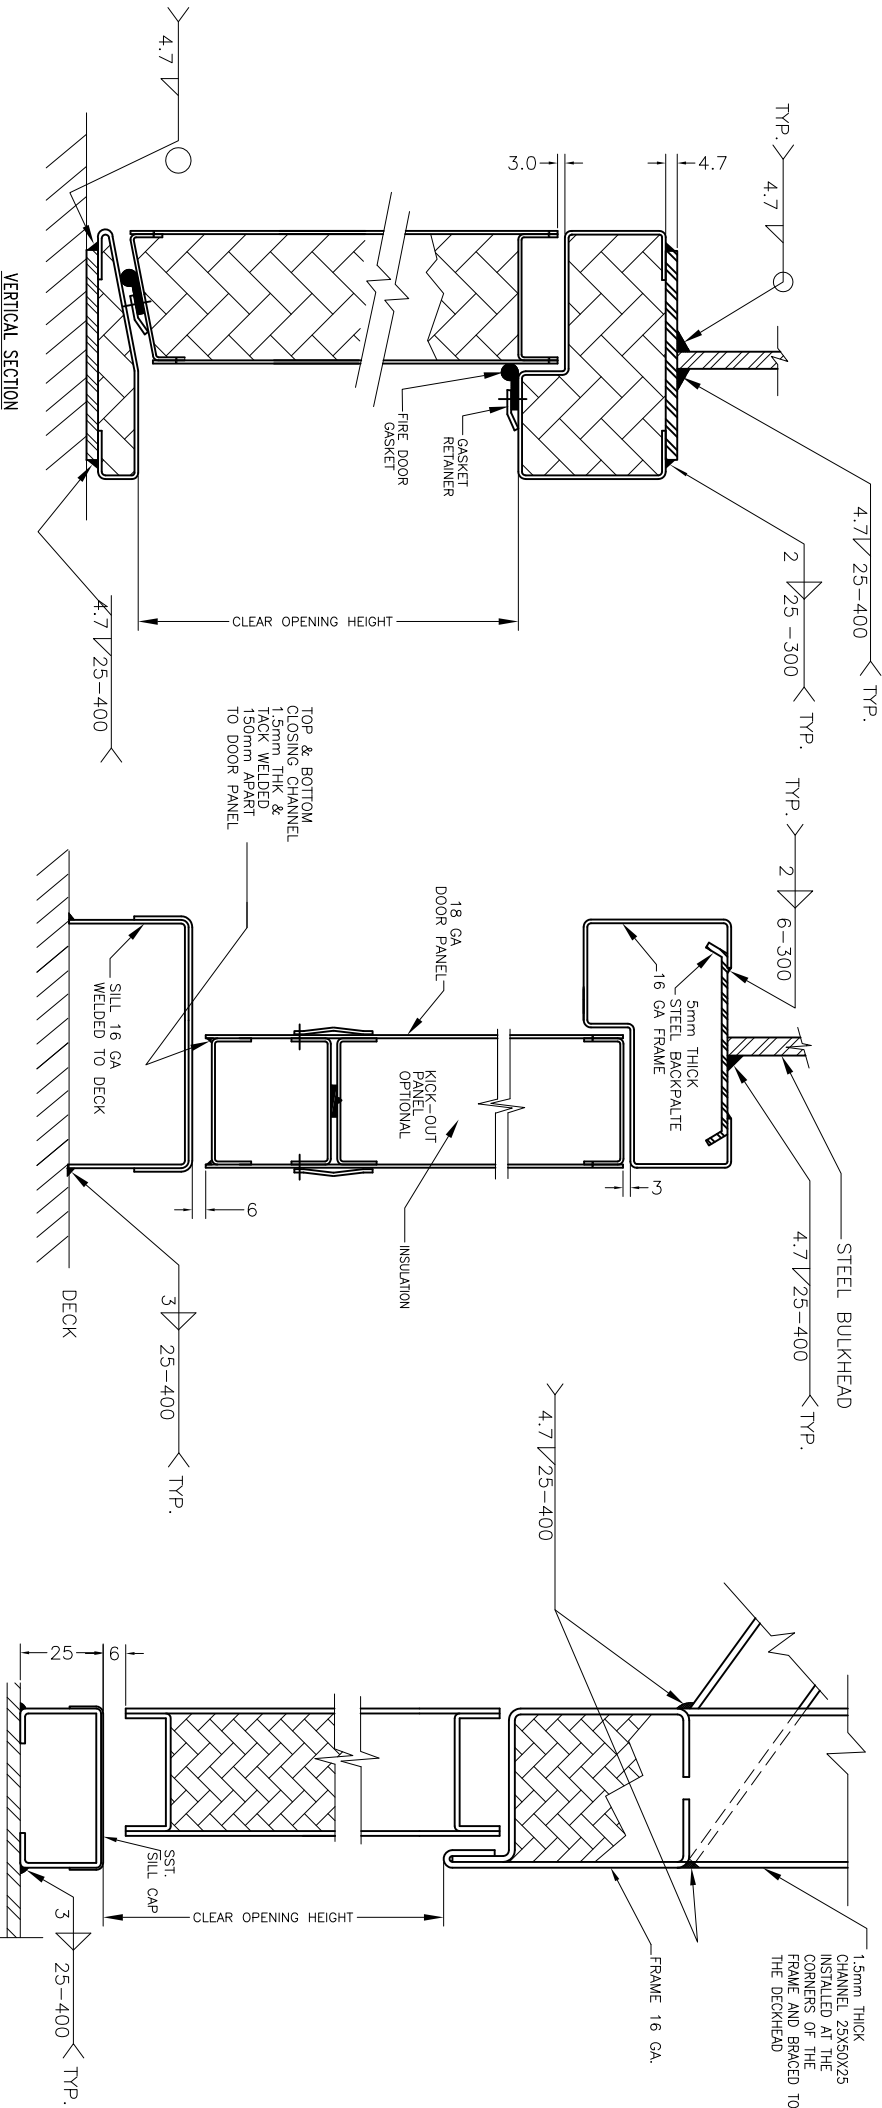 TYP.
4.7
4.7
3.0
4.7
GASKET
RETAINER
FIRE DOOR
GASKET
4.7 25-400
TYP.
2
25 -300
TYP.
CLEAR OPENING HEIGHT
4.7 25-400
VERTICAL SECTION
TYP.
2
6-300
5mm THICK
STEEL BACKPALTE
16 GA FRAME
STEEL BULKHEAD
4.7 25-400
TYP.
3
18 GA
DOOR PANEL
KICK-OUT
PANEL
OPTIONAL
INSULATION
TOP & BOTTOM
CLOSING CHANNEL
1.5mm THK &
TACK WELDED
150mm APART
TO DOOR PANEL
6
SILL 16 GA
WELDED TO DECK
DECK
3
25-400
TYP.
4.7 25-400
1.5mm THICK
CHANNEL 25X50X25
INSTALLED AT THE
CORNERS OF THE
FRAME AND BRACED TO
THE DECKHEAD
FRAME 16 GA.
CLEAR OPENING HEIGHT
6
25
SST.
SILL CAP
3
25-400
TYP.